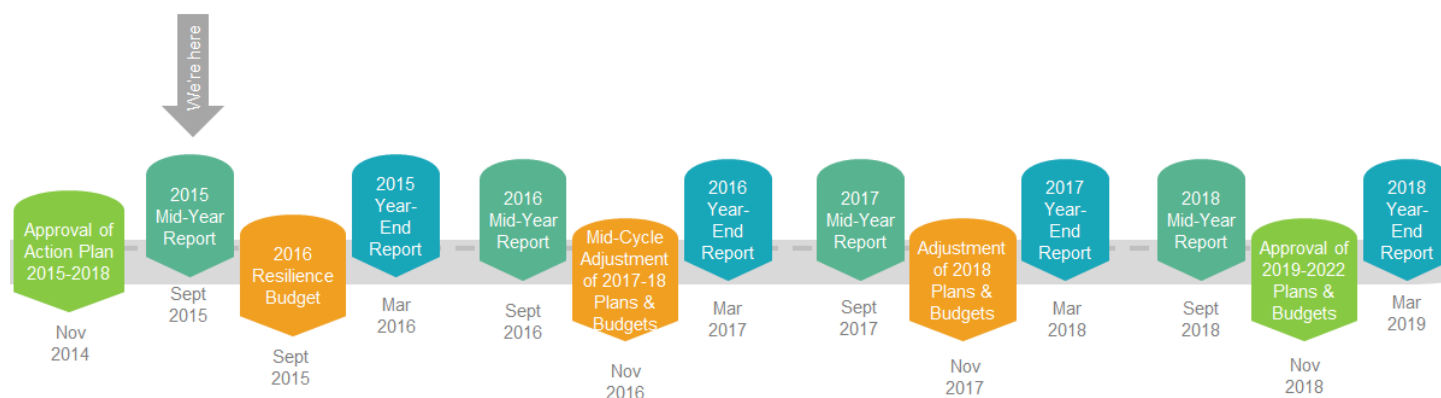 We're here
Approval of
Action Plan
2015-2018
Nov
2014
2015
Mid-Year
Report
Sept
2015
2016
Resilience
Budget
Sept
2015
2015
Year-
End
Report
Mar
2016
2016
Mid-Year
Report
Sept
2016
Mid-Cycle
Adjustment
of 2017-18
Plans &
Budgets
Nov
2016
2016
Year-
End
Report
Mar
2017
2017
Mid-Year
Report
Sept
2017
Adjustment
of 2018
Plans &
Budgets
Nov
2017
2017
Year-
End
Report
Mar
2018
2018
Mid-Year
Report
Sept
2018
Approval of
2019-2022
Plans &
Budgets
Nov
2018
2018
Year-
End
Report
Mar
2019